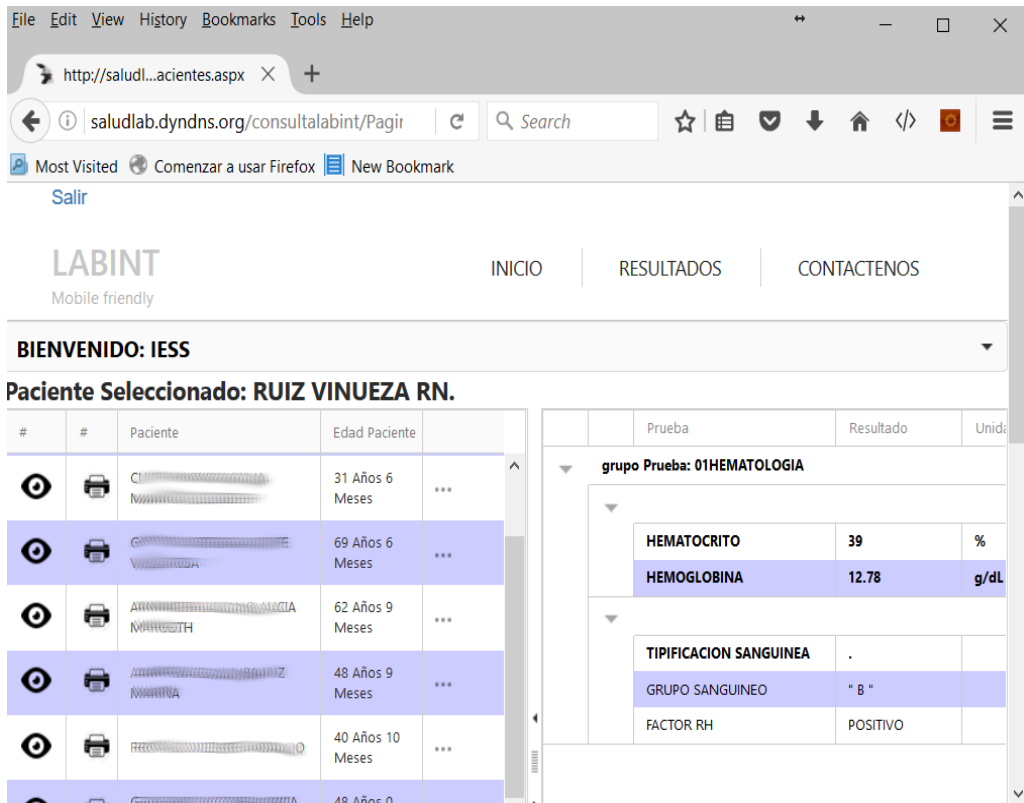 File Edit View History Bookmarks Tools Help
http://saludl...acientes.aspx
saludlab.dyndns.org/consultalabint/Pagir
Search
Most Visited Comenzar a usar Firefox New Bookmark
Salir
LABINT
Mobile friendly
INICIO RESULTADOS CONTACTENOS
BIENVENIDO: IESS
Paciente Seleccionado: RUIZ VINUEZA RN.
# # Paciente Edad Paciente
31 Años 6
Meses
69 Años 6
Meses
62 Años 9
Meses
48 Años 9
Meses
40 Años 10
Meses
48 Años 0
Prueba Resultado Unida
grupo Prueba: 01HEMATOLOGIA
HEMATOCRITO 39 %
HEMOGLOBINA 12.78 g/dL
TIPIFICACION SANGUINEA .
GRUPO SANGUINEO " B "
FACTOR RH POSITIVO